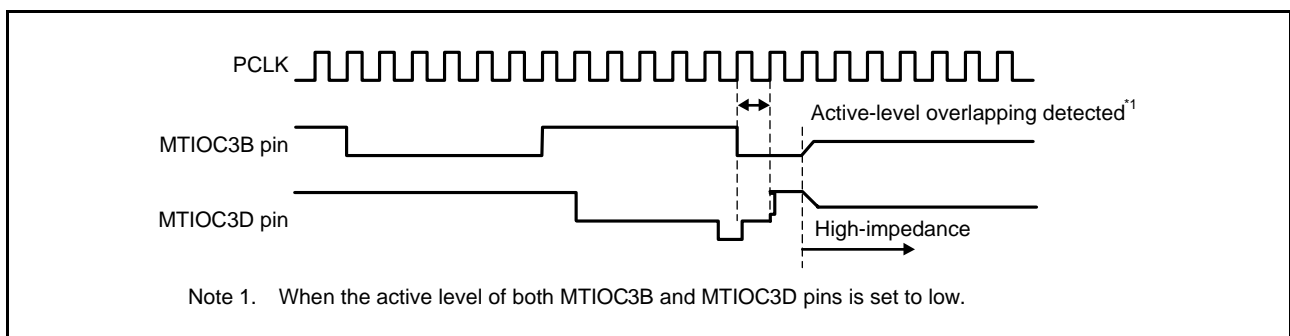 PCLK
Active-level overlapping detected*1
MTIOC3B pin
MTIOC3D pin
High-impedance
Note 1. When the active level of both MTIOC3B and MTIOC3D pins is set to low.